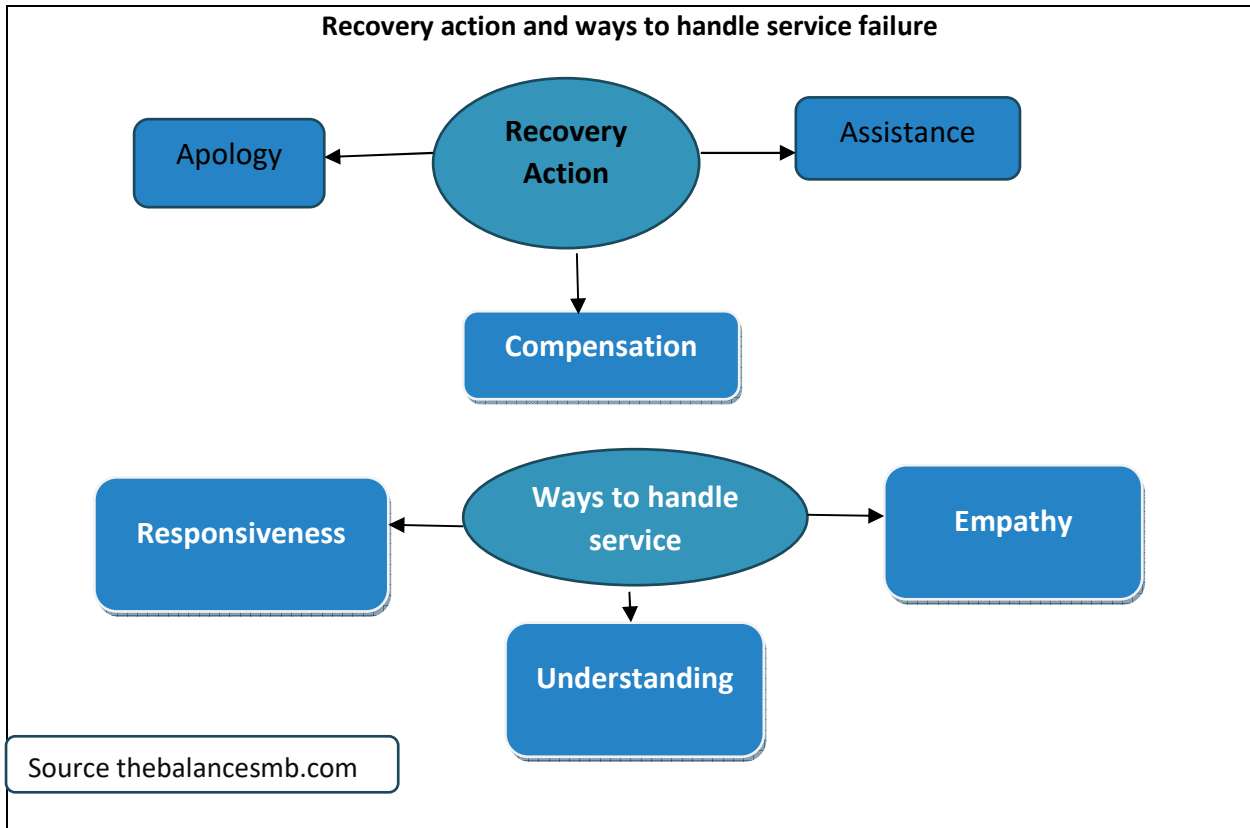 Recovery action and ways to handle service failure
Apology
Recovery
Action
Assistance
Compensation
Responsiveness
Ways to handle
service
Empathy
Understanding
Source thebalancesmb.com